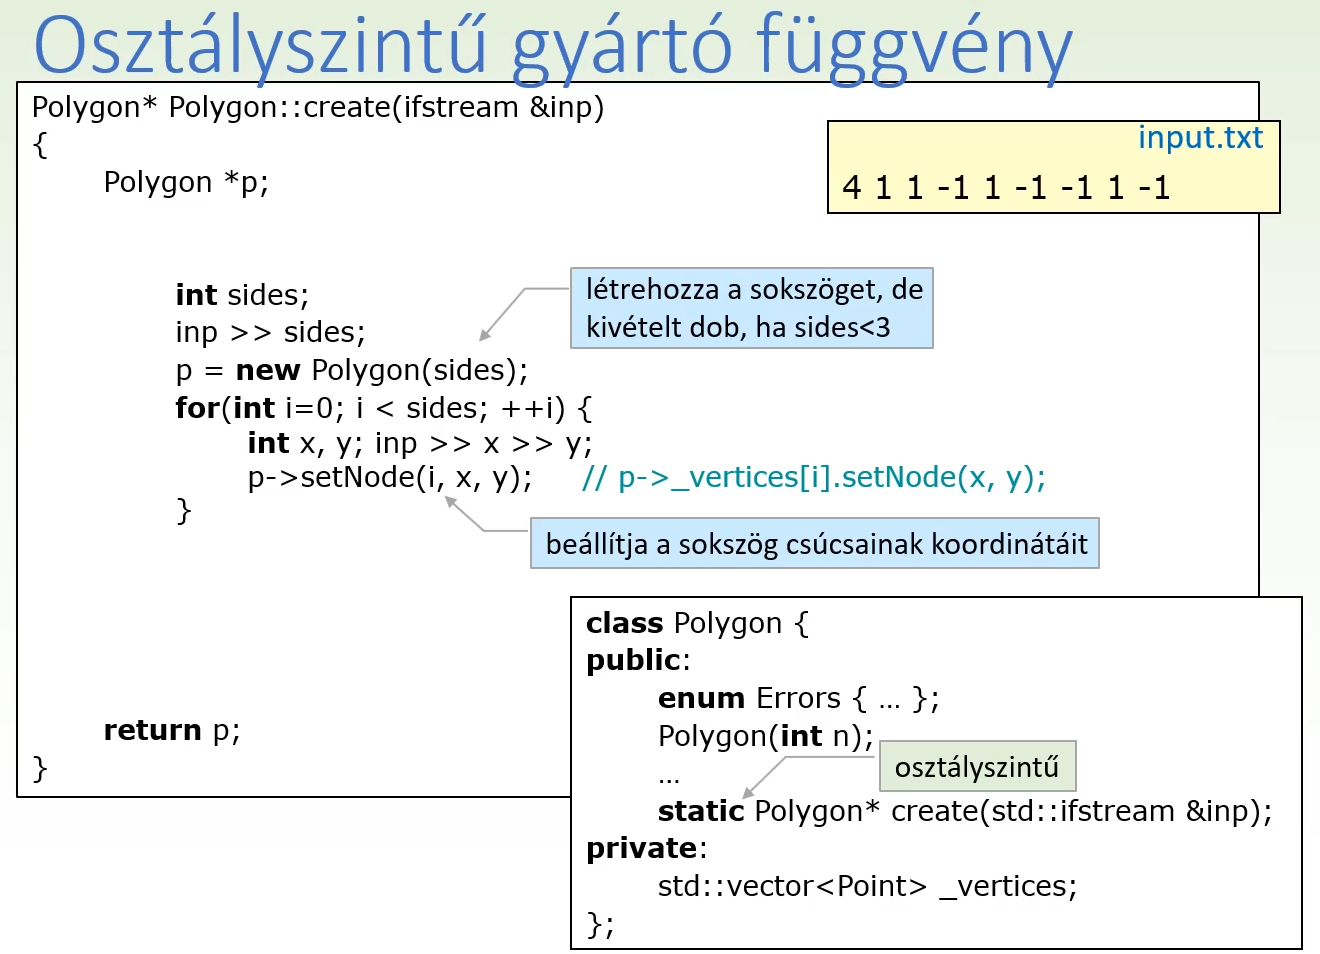 Osztályszintű gyártó függvény
Polygon* Polygon::create(ifstream &inp)
{
Polygon *p;
input.txt
4 1 1 -1 1 -1 -1 1 -1
int sides;
inp >> sides;
p = new Polygon(sides);
létrehozza a sokszöget, de
kivételt dob, ha sides<3
for(int i=0; i < sides; ++i) {
int x, y; inp >> x >> y;
p->setNode(i, x, y); // p->_vertices[i].setNode(x, y);
}
beállítja a sokszög csúcsainak koordinátáit
return p;
}
class Polygon {
public:
enum Errors { … };
Polygon(int n);
…
osztályszintű
static Polygon* create(std::ifstream &inp);
private:
std::vector<Point> _vertices;
};